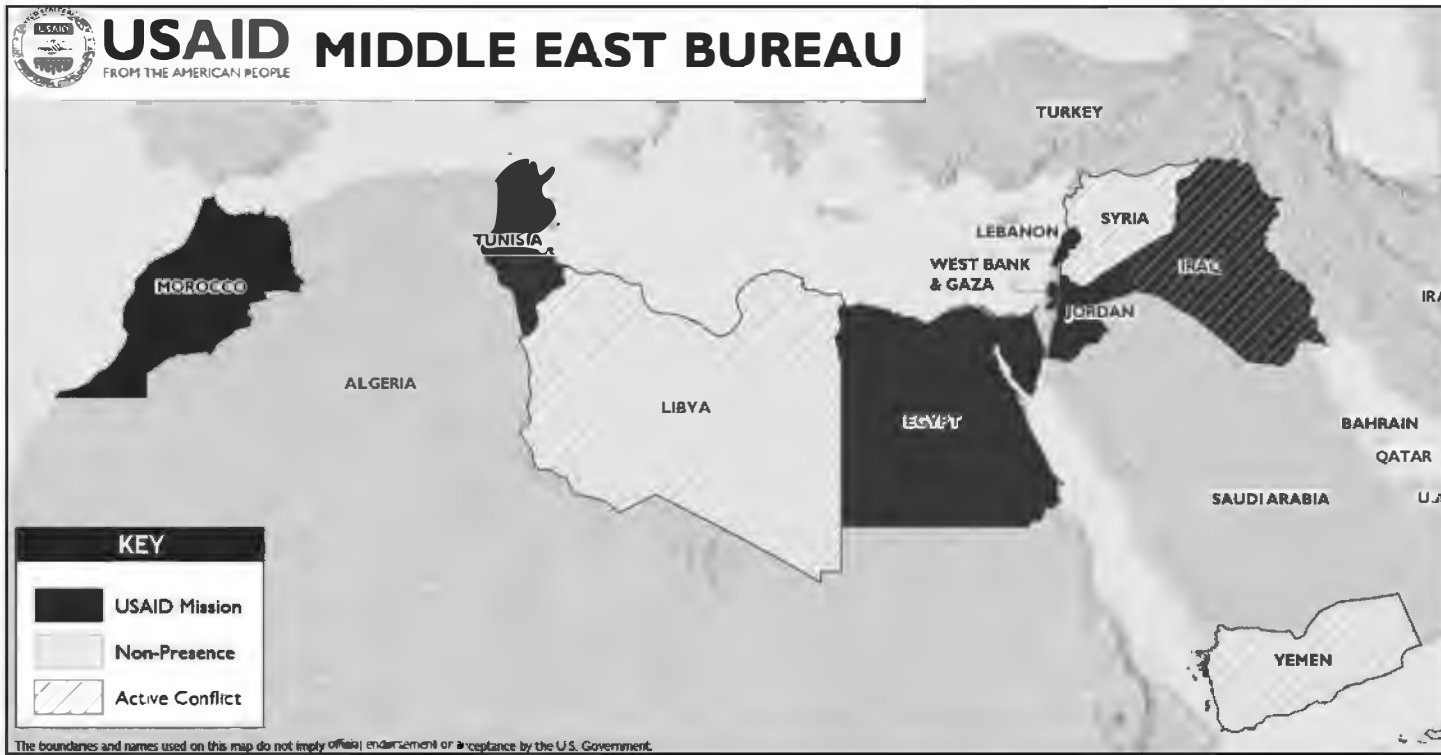 USAID
USAID
FROM THE AMERICAN PEOPLE
MIDDLE EAST BUREAU
TURKEY
SYRIA
LEBANON
TUNISIA
WEST BANK
& GAZA
IRAQ
MOROCCO
JORDAN
ALGERIA
LIBYA
EGYPT
BAHRAIN
QATAR
SAUDI ARABIA
YEMEN
KEY
USAID Mission
Non-Presence
Active Conflict
The boundaries and names used on this map do not imply official endorsement or acceptance by the U.S. Government.